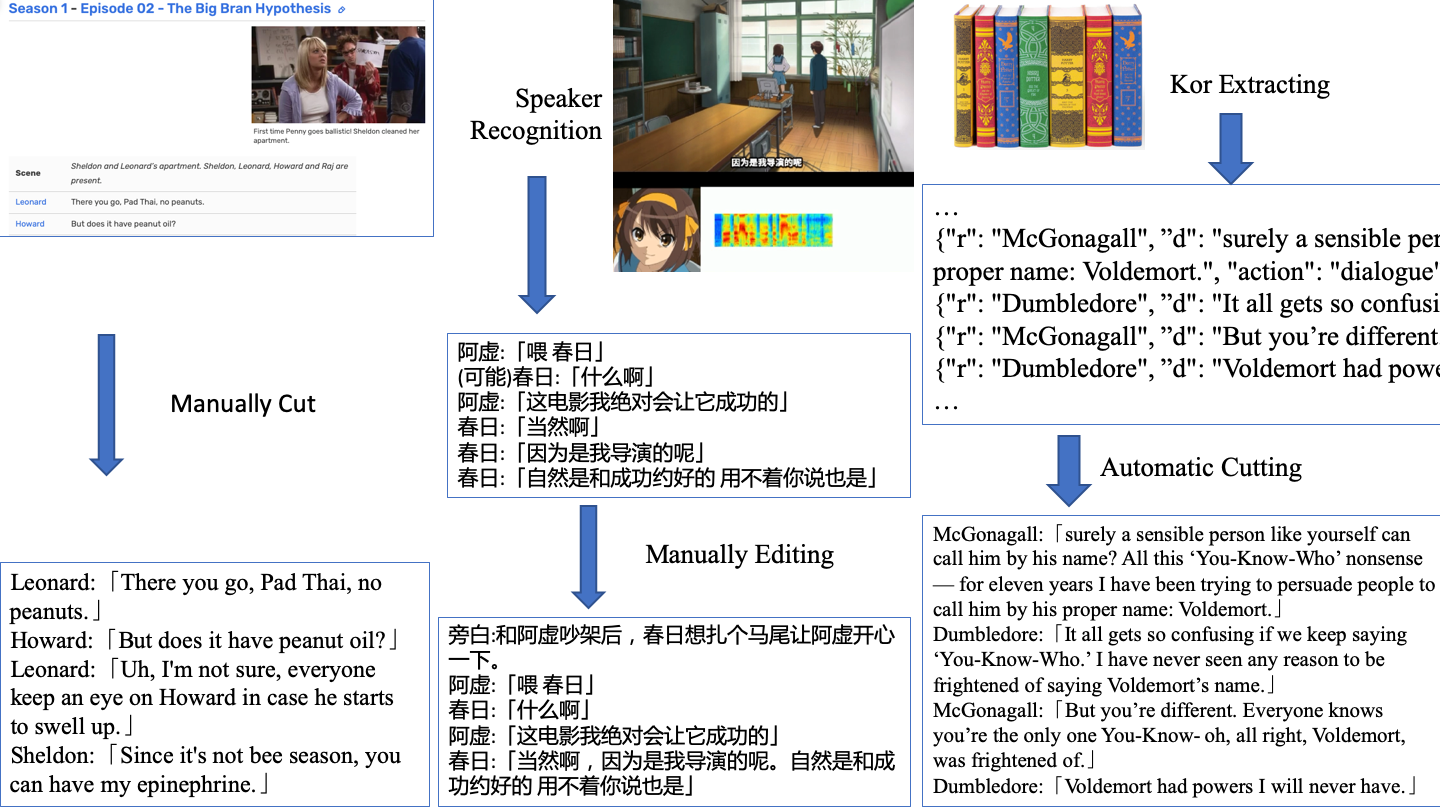 Season 1 - Episode 02 - The Big Bran Hypothesis
First time Penny goes ballistic! Sheldon cleaned her
apartment.
Scene
Sheldon and Leonard's apartment. Sheldon, Leonard, Howard and Raj are
present.
Leonard
There you go, Pad Thai, no peanuts.
Howard
But does it have peanut oil?
Manually Cut
Leonard:「There you go, Pad Thai, no
peanuts.」
Howard:「But does it have peanut oil?」
Leonard:「Uh, I'm not sure, everyone
keep an eye on Howard in case he starts
to swell up.」
Sheldon:「Since it's not bee season, you
can have my epinephrine.」
Speaker
Recognition
因为是我导演的呢
阿虚:「喂 春日」
(可能)春日:「什么啊」
阿虚:「这电影我绝对会让它成功的」
春日:「当然啊」
春日:「因为是我导演的呢」
春日:「自然是和成功约好的 用不着你说也是」
Manually Editing
旁白:和阿虚吵架后，春日想扎个马尾让阿虚开心
一下。
阿虚:「喂 春日」
春日:「什么啊」
阿虚:「这电影我绝对会让它成功的」
春日:「当然啊，因为是我导演的呢。自然是和成
功约好的 用不着你说也是」
Kor Extracting
…
{"r": "McGonagall", ”d": "surely a sensible per
proper name: Voldemort.", "action": "dialogue"
{"r": "Dumbledore", ”d": "It all gets so confusi
{"r": "McGonagall", ”d": "But you’re different
{"r": "Dumbledore", ”d": "Voldemort had powe
…
Automatic Cutting
McGonagall:「surely a sensible person like yourself can
call him by his name? All this ‘You-Know-Who’ nonsense
— for eleven years I have been trying to persuade people to
call him by his proper name: Voldemort.」
Dumbledore:「It all gets so confusing if we keep saying
‘You-Know-Who.’ I have never seen any reason to be
frightened of saying Voldemort’s name.」
McGonagall:「But you’re different. Everyone knows
you’re the only one You-Know- oh, all right, Voldemort,
was frightened of.」
Dumbledore:「Voldemort had powers I will never have.」